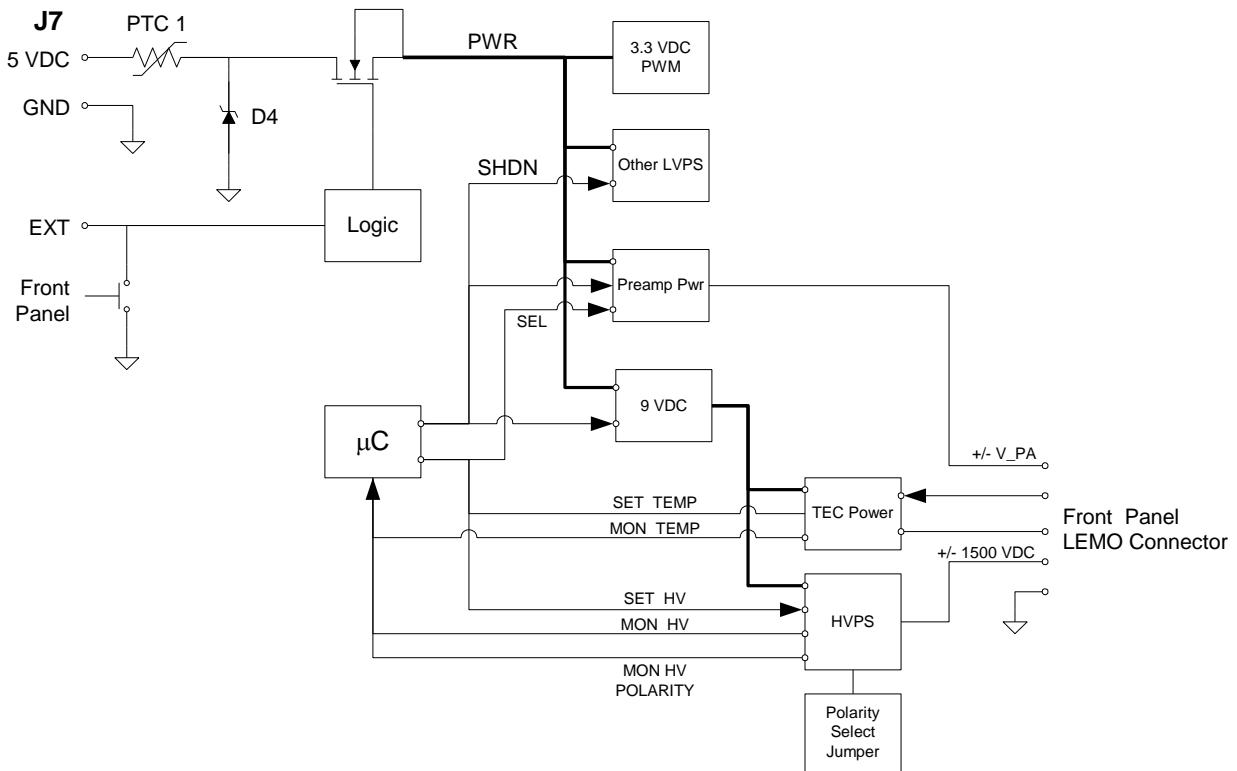 J7
PTC 1
5 VDC
PWR
3.3 VDC
PWM
GND
D4
Other LVPS
SHDN
EXT
Logic
Front
Panel
Preamp Pwr
SEL
9 VDC
μC
+/- V_PA
SET TEMP
TEC Power
MON TEMP
Front Panel
LEMO Connector
+/- 1500 VDC
SET HV
MON HV
HVPS
MON HV
POLARITY
Polarity
Select
Jumper